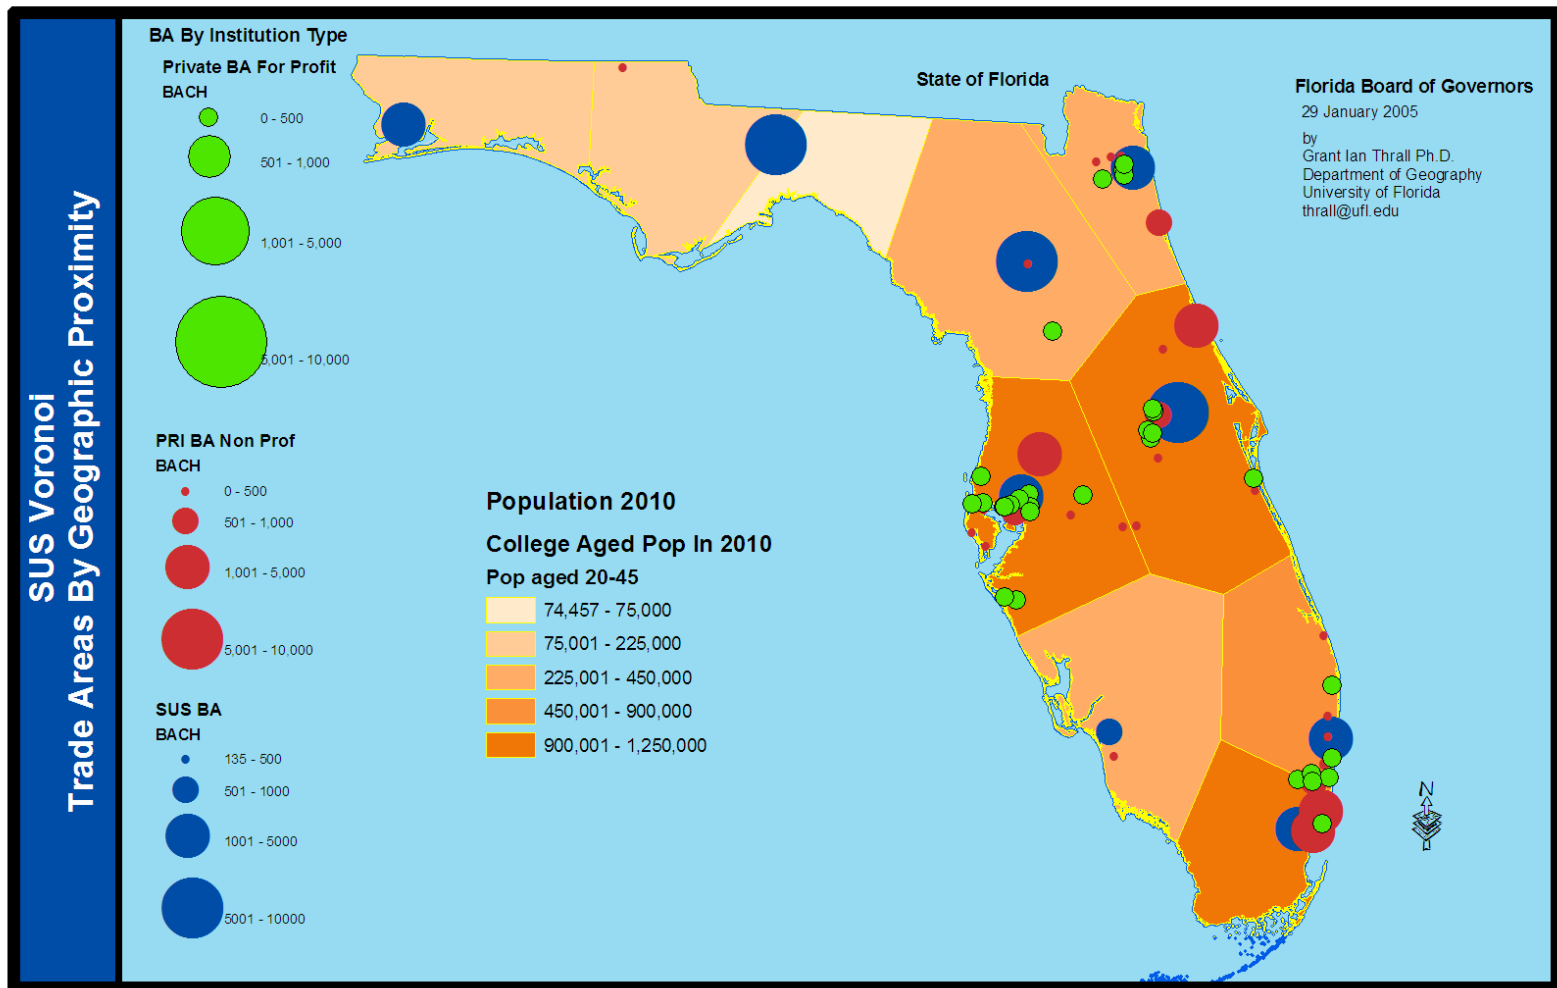 SUS Voronoi
Trade Areas By Geographic Proximity
BA By Institution Type
Private BA For Profit
BACH
0 - 500
501 - 1,000
1,001 - 5,000
5,001 - 10,000
PRI BA Non Prof
BACH
0 - 500
501 - 1,000
1,001 - 5,000
5,001 - 10,000
SUS BA
BACH
135 - 500
501 - 1000
1001 - 5000
5001 - 10000
State of Florida
Florida Board of Governors
29 January 2005
by
Grant Ian Thrall Ph.D.
Department of Geography
University of Florida
thrall@ufl.edu
Population 2010
College Aged Pop In 2010
Pop aged 20-45
74,457 - 75,000
75,001 - 225,000
225,001 - 450,000
450,001 - 900,000
900,001 - 1,250,000
N